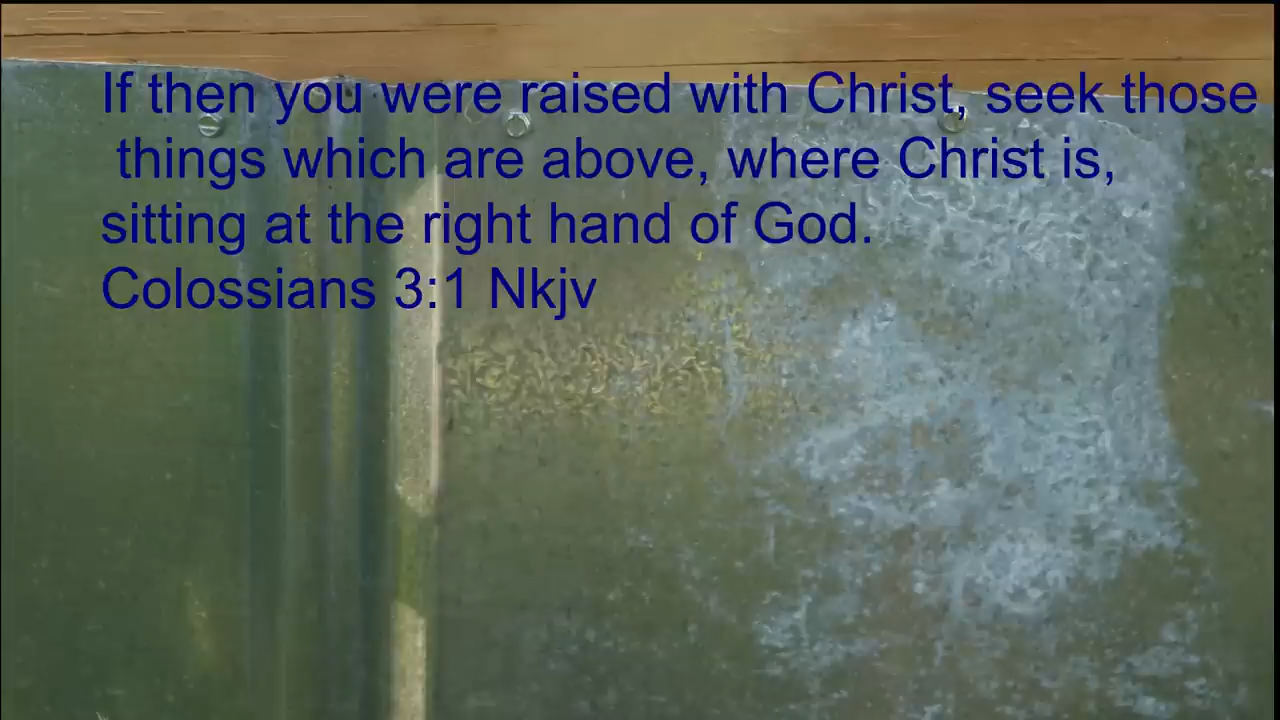 If then you were raised with Christ, seek those
things which are above, where Christ is,
sitting at the right hand of God.
Colossians 3:1 Nkjv